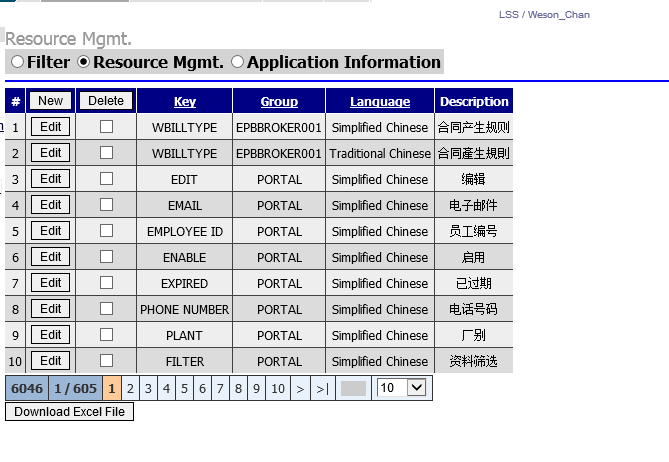 LSS / Weson_Chan
Resource Mgmt.
Filter Resource Mgmt. Application Information
# New Delete Key Group Language Description
1 Edit WBILLTYPE EPBBROKER001 Simplified Chinese 合同产生规则
2 Edit WBILLTYPE EPBBROKER001 Traditional Chinese 合同產生規則
3 Edit EDIT PORTAL Simplified Chinese 编辑
4 Edit EMAIL PORTAL Simplified Chinese 电子邮件
5 Edit EMPLOYEE ID PORTAL Simplified Chinese 员工编号
6 Edit ENABLE PORTAL Simplified Chinese 启用
7 Edit EXPIRED PORTAL Simplified Chinese 已过期
8 Edit PHONE NUMBER PORTAL Simplified Chinese 电话号码
9 Edit PLANT PORTAL Simplified Chinese 厂别
10 Edit FILTER PORTAL Simplified Chinese 资料筛选
6046 1 / 605 1 2 3 4 5 6 7 8 9 10 > >| 10
Download Excel File